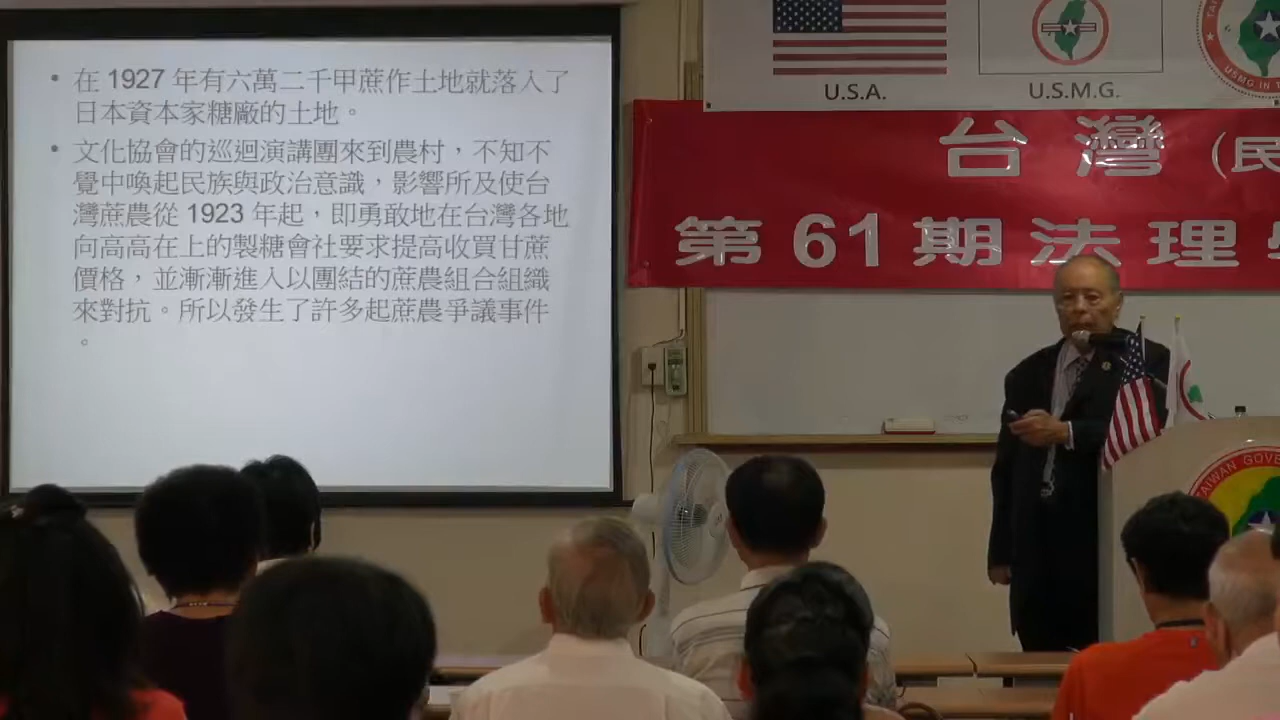 • 在 1927 年有六萬二千甲蔗作土地就落入了
日本資本家糖廠的土地。
• 文化協會的巡迴演講團來到農村，不知不
覺中喚起民族與政治意識，影響所及使台
灣蔗農從 1923 年起，即勇敢地在台灣各地
向高高在上的製糖會社要求提高收買甘蔗
價格，並漸漸進入以團結的蔗農組合組織
來對抗。所以發生了許多起蔗農爭議事件
。
U.S.A.
U.S.M.G.
USMG IN T
台灣（民
第61期法理
TAIWAN GOVE